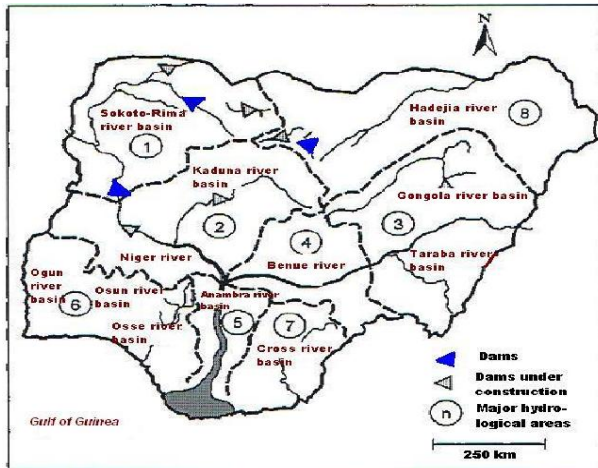 N
Sokoto-Rima
river basin
1
Hadejia river
basin
8
Kaduna river
basin
2
Gongola river basin
3
4
Benue river
Niger river
Taraba river
basin
Ogun
river
basin
6
Osun river
basin
Osse river
basin
Anambra river
basin
5
7
Cross river
basin
Gulf of Guinea
Dams
Dams under
construction
n
Major hydro-
logical areas
250 km